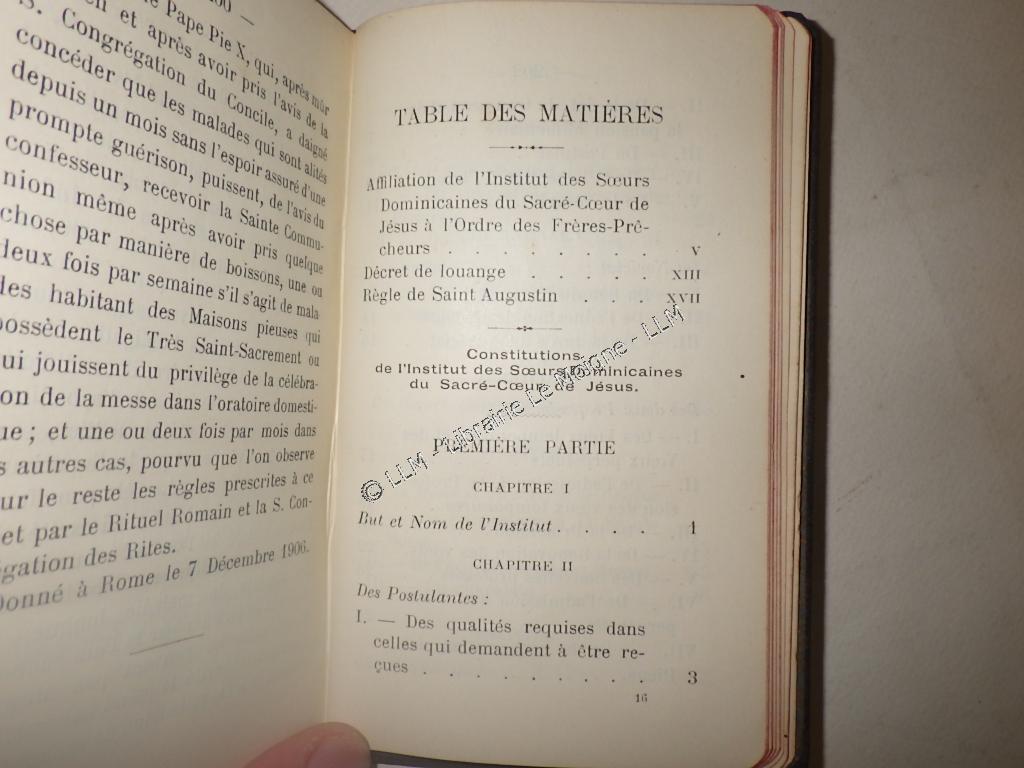 00 —
Pape Pie X, qui, après mûr
et après avoir pris l'avis de la
S. Congrégation du Concile, a daigné
concéder que les malades qui sont alités
depuis un mois sans l'espoir assuré d'une
prompte guérison, puissent, de l'avis du
confesseur, recevoir la Sainte Commu-
nion même après avoir pris quelque
chose par manière de boissons, une ou
deux fois par semaine s'il s'agit de mala
des habitant des Maisons pieuses qui
possèdent le Très Saint-Sacrement ou
ui jouissent du privilège de la célébra-
on de la messe dans l'oratoire domesti-
ue ; et une ou deux fois par mois dans
s autres cas, pourvu que l'on observe
ur le reste les règles prescrites à ce
et par le Rituel Romain et la S. Con-
gation des Rites.
Donné à Rome le 7 Décembre 1906.
TABLE DES MATIÈRES
Affiliation de l'Institut des Sœurs
Dominicaines du Sacré-Cœur de
Jésus à l'Ordre des Frères-Prê-
cheurs . . . . . . . . V
Décret de louange . . . . . XIII
Règle de Saint Augustin . . . XVII
Constitutions
de l'Institut des Sœurs Dominicaines
du Sacré-Cœur de Jésus.
PREMIÈRE PARTIE
CHAPITRE I
But et Nom de l'Institut . . . . 1
CHAPITRE II
Des Postulantes :
I. — Des qualités requises dans
celles qui demandent à être re-
çues . . . . . . . . 3
16
© LLM - Librairie Le Moigne - LLM